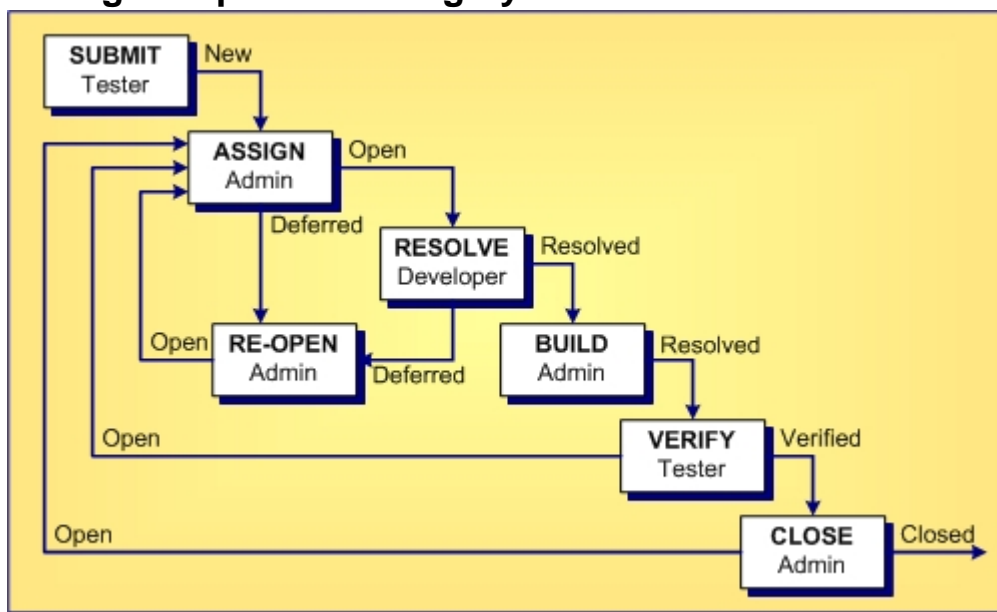 SUBMIT
Tester
New
ASSIGN
Admin
Open
Deferred
RESOLVE
Developer
Resolved
Open
RE-OPEN
Admin
Deferred
BUILD
Admin
Resolved
Open
VERIFY
Tester
Verified
Open
CLOSE
Admin
Closed